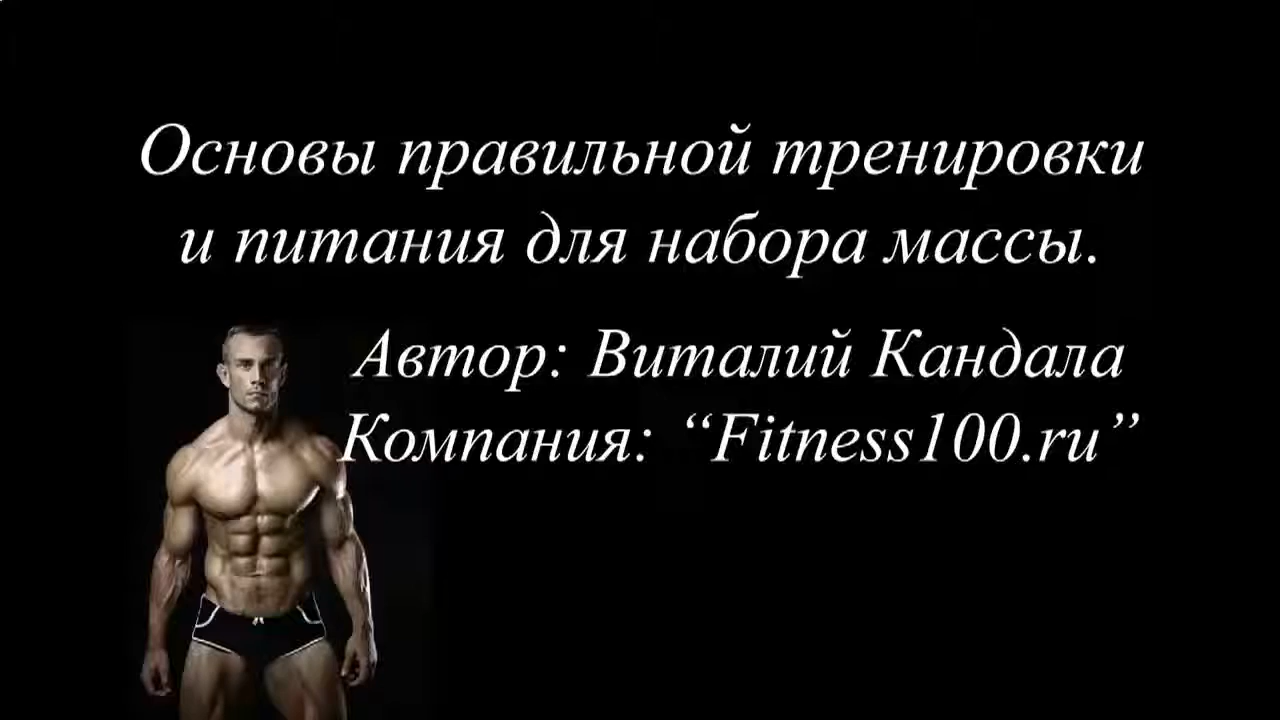 Основы правильной тренировки
и питания для набора массы.
Автор: Виталий Кандала
Компания: “Fitness100.ru”